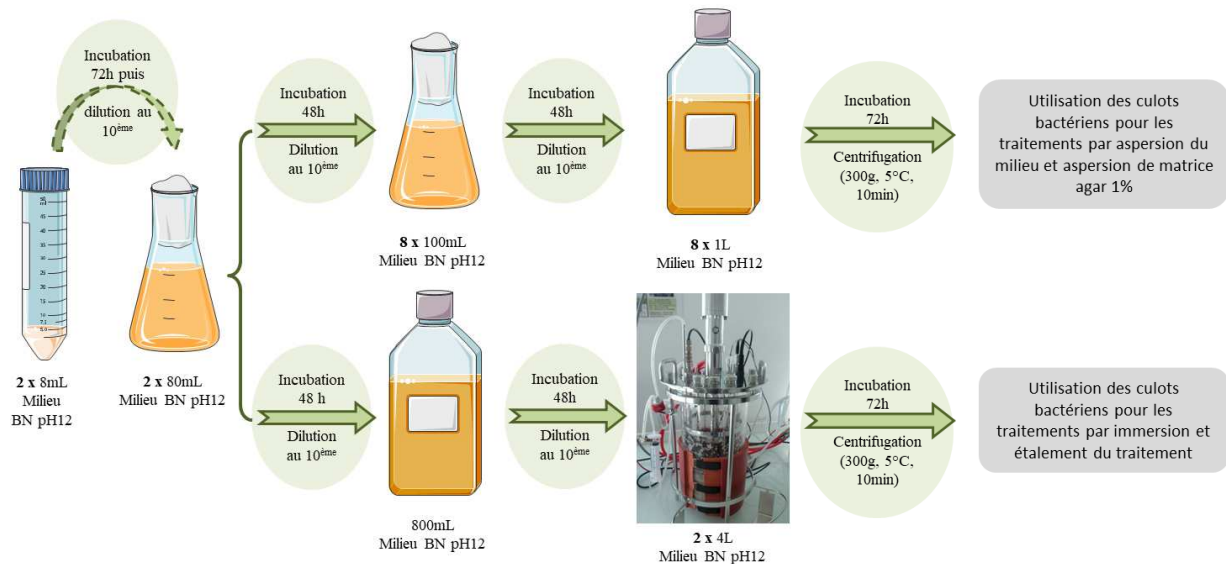 Incubation
72h puis
dilution au
10ème
2 x 8mL
Milieu
BN pH12
2 x 80mL
Milieu BN pH12
Incubation
48h
Dilution
au 10ème
8 x 100mL
Milieu BN pH12
Incubation
48h
Dilution
au 10ème
8 x 1L
Milieu BN pH12
Incubation
72h
Centrifugation
(300g, 5°C,
10min)
Utilisation des culots
bactériens pour les
traitements par aspersion du
milieu et aspersion de matrice
agar 1%
Incubation
48 h
Dilution
au 10ème
800mL
Milieu BN pH12
Incubation
48h
Dilution
au 10ème
2 x 4L
Milieu BN pH12
Incubation
72h
Centrifugation
(300g, 5°C,
10min)
Utilisation des culots
bactériens pour les
traitements par immersion et
étalement du traitement